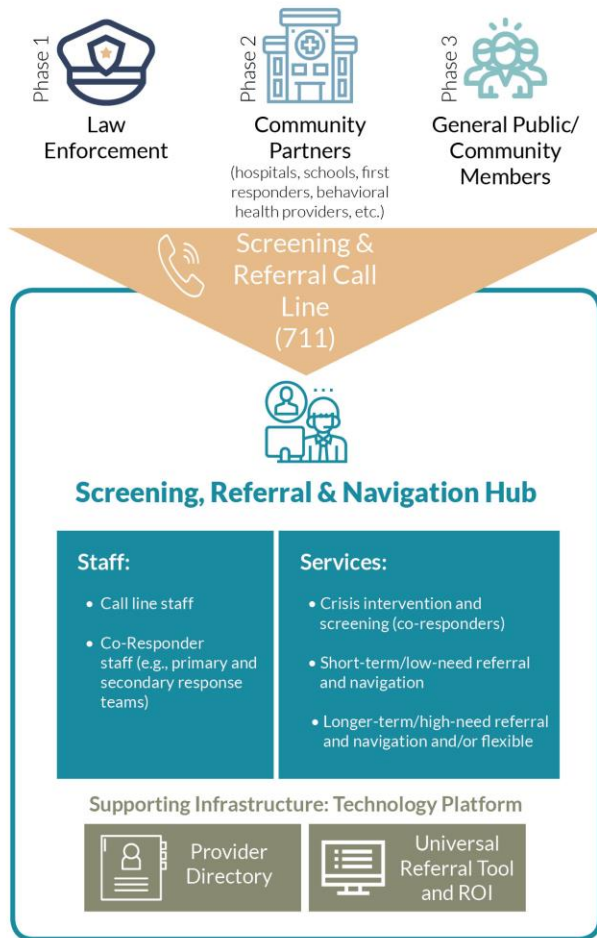 Phase 1
Law
Enforcement
Phase 2
Community
Partners
(hospitals, schools, first
responders, behavioral
health providers, etc.)
Phase 3
General Public/
Community
Members
Screening &
Referral Call
Line
(711)
Screening, Referral & Navigation Hub
Staff:
• Call line staff
• Co-Responder
staff (e.g., primary and
secondary response
teams)
Services:
• Crisis intervention and
screening (co-responders)
• Short-term/low-need referral
and navigation
• Longer-term/high-need referral
and navigation and/or flexible
Supporting Infrastructure: Technology Platform
Provider
Directory
Universal
Referral Tool
and ROI